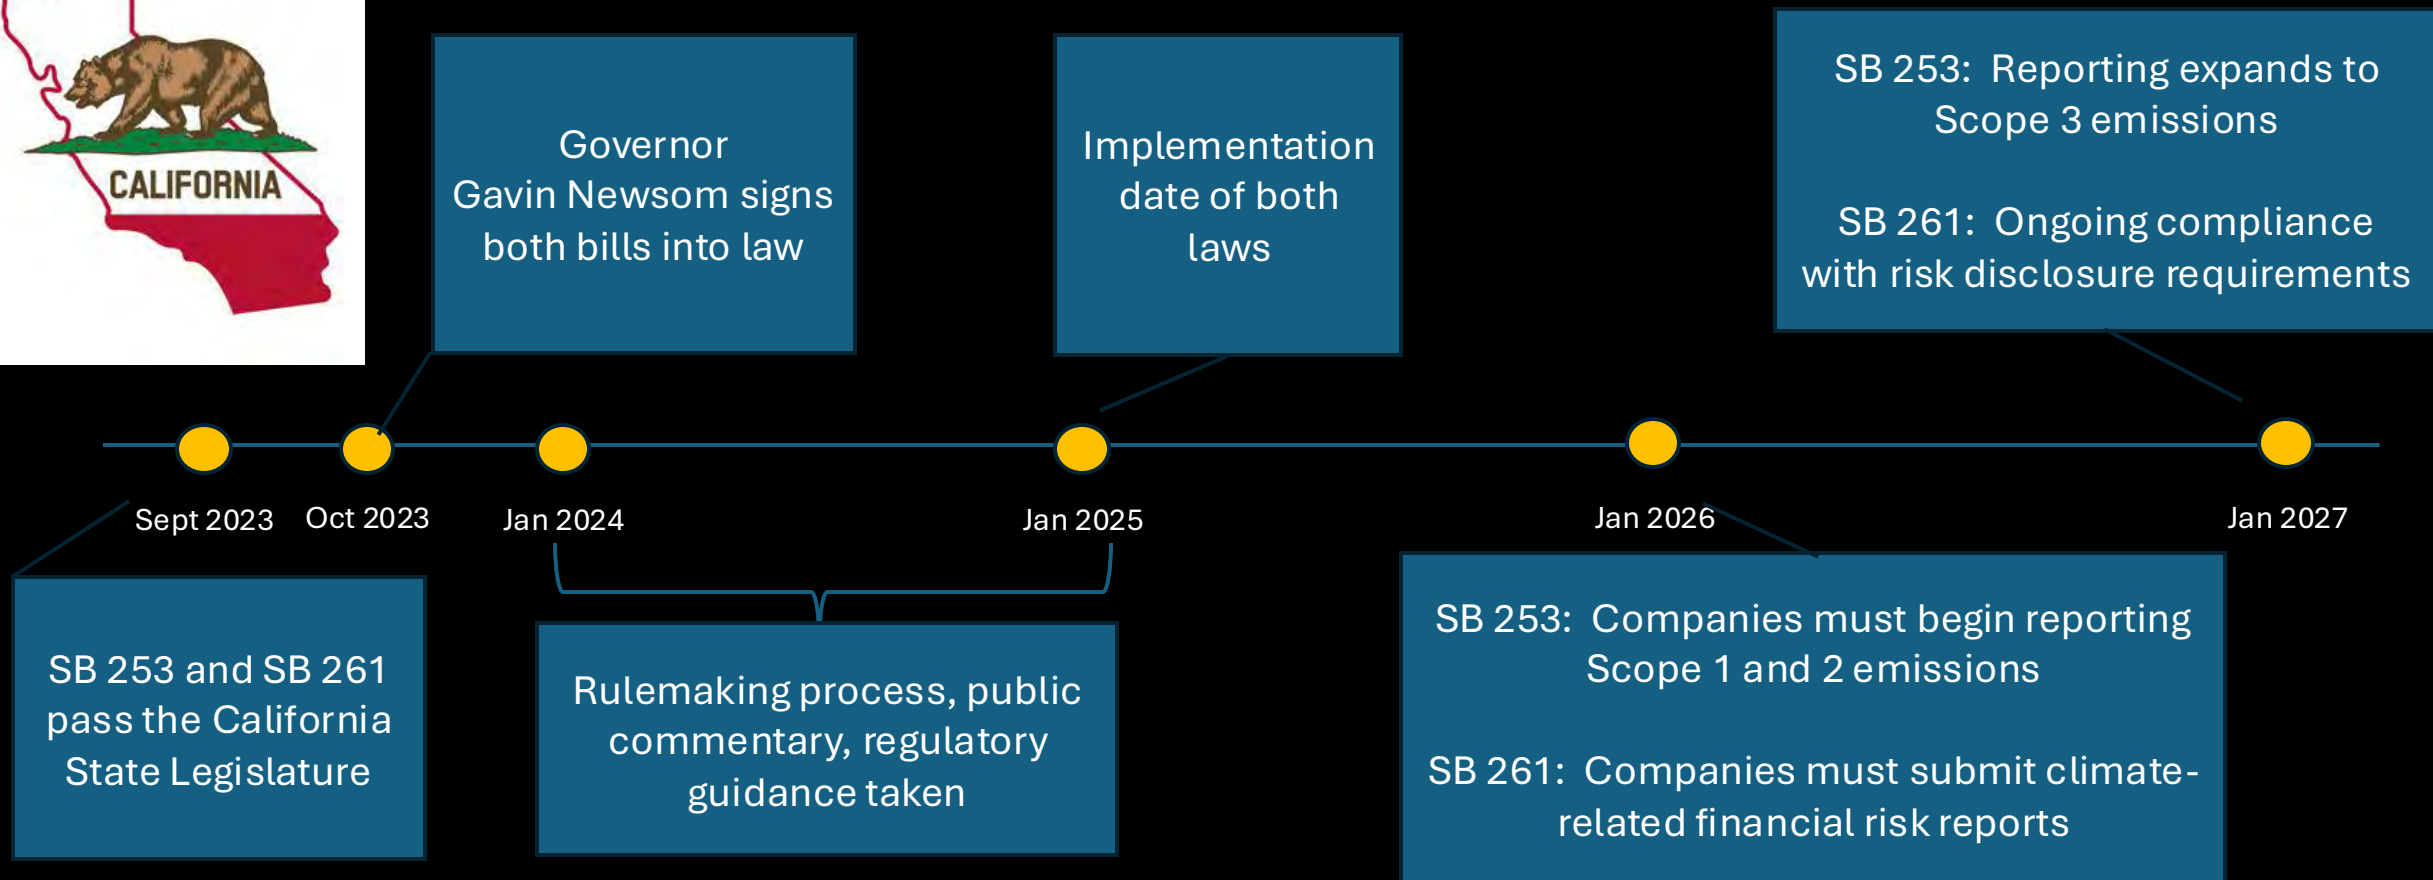 CALIFORNIA
Governor
Gavin Newsom signs
both bills into law
Implementation
date of both
laws
SB 253: Reporting expands to
Scope 3 emissions
SB 261: Ongoing compliance
with risk disclosure requirements
Sept 2023
Oct 2023
Jan 2024
Jan 2025
Jan 2026
Jan 2027
SB 253 and SB 261
pass the California
State Legislature
Rulemaking process, public
commentary, regulatory
guidance taken
SB 253: Companies must begin reporting
Scope 1 and 2 emissions
SB 261: Companies must submit climate-
related financial risk reports